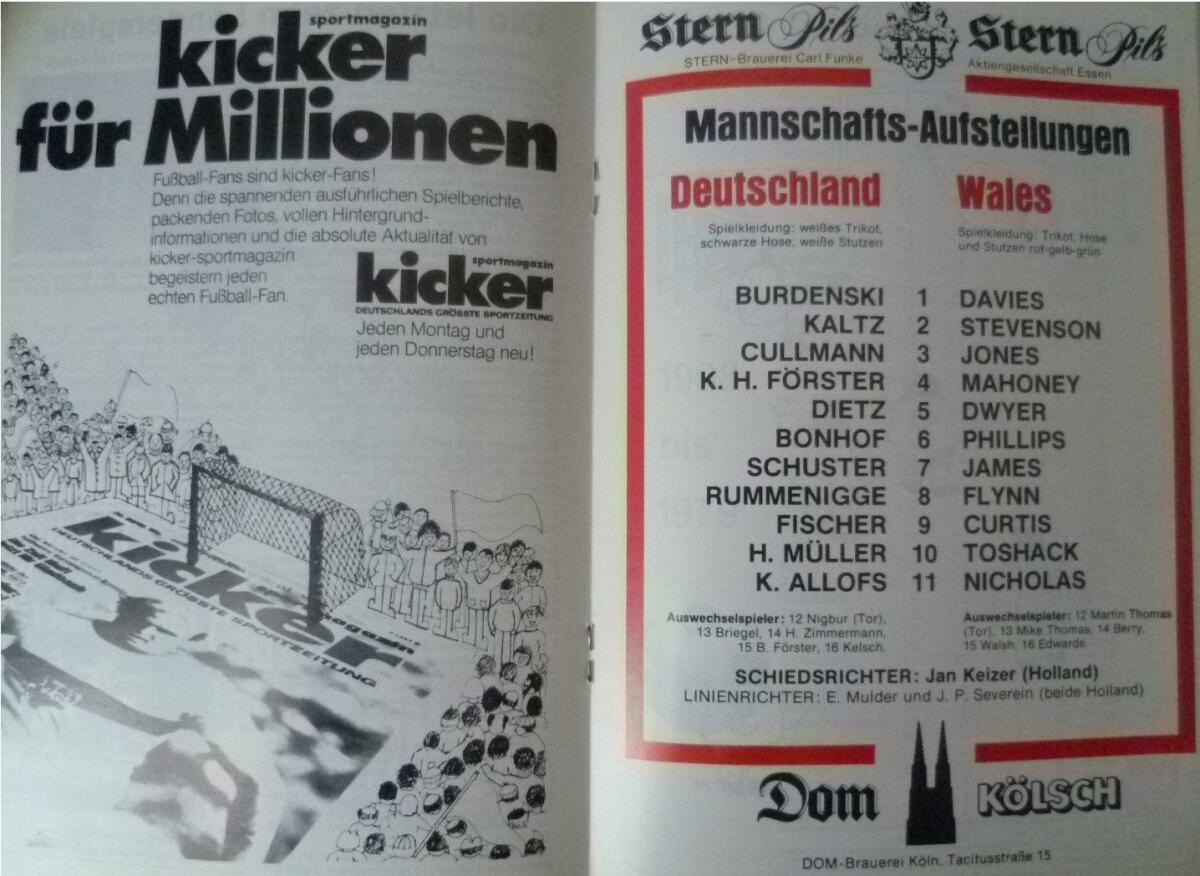 sportmagazin
kicker
für Millionen
Fußball-Fans sind kicker-Fans!
Denn die spannenden ausführlichen Spielberichte,
packenden Fotos, vollen Hintergrund-
informationen und die absolute Aktualität von
kicker-sportmagazin
begeistern jeden
echten Fußball-Fan.
sportmagazin
kicker
DEUTSCHLANDS GRÖSSTE SPORTZEITUNG
Jeden Montag und
jeden Donnerstag neu!
kicker
magazin
DEUTSCHLANDS GRÖSSTE SPORTZEITUNG
Stern Pils Stern Pils
STERN-Brauerei Carl Funke Aktiengesellschaft Essen
Mannschafts-Aufstellungen
Deutschland Wales
Spielkleidung: weißes Trikot,
schwarze Hose, weiße Stutzen
Spielkleidung: Trikot, Hose
und Stutzen rot-gelb-grün
BURDENSKI 1 DAVIES
KALTZ 2 STEVENSON
CULLMANN 3 JONES
K. H. FÖRSTER 4 MAHONEY
DIETZ 5 DWYER
BONHOF 6 PHILLIPS
SCHUSTER 7 JAMES
RUMMENIGGE 8 FLYNN
FISCHER 9 CURTIS
H. MÜLLER 10 TOSHACK
K. ALLOFS 11 NICHOLAS
Auswechselspieler: 12 Nigbur (Tor),
13 Briegel, 14 H. Zimmermann,
15 B. Förster, 16 Kelsch.
Auswechselspieler: 12 Martin Thomas
(Tor), 13 Mike Thomas, 14 Berry,
15 Walsh, 16 Edwards.
SCHIEDSRICHTER: Jan Keizer (Holland)
LINIENRICHTER: E. Mulder und J. P. Severein (beide Holland)
Dom KÖLSCH
DOM-Brauerei Köln, Tacitusstraße 15